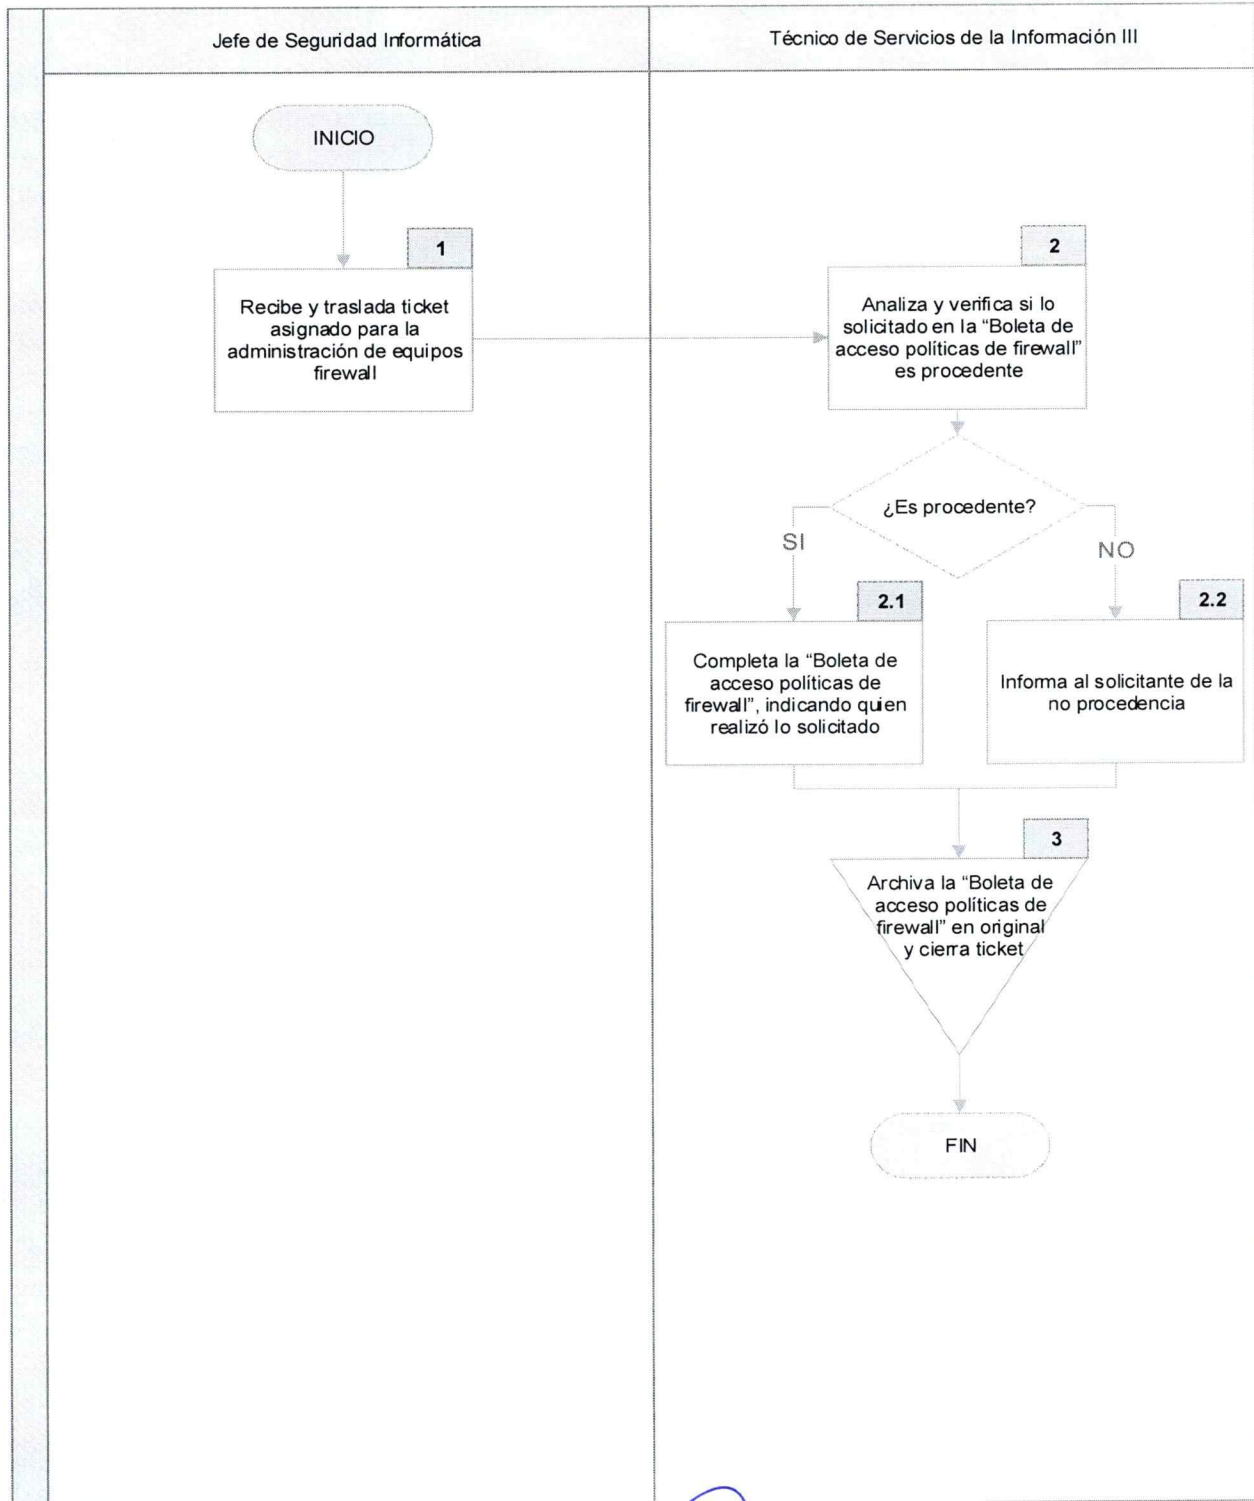 Jefe de Seguridad Informática
Técnico de Servicios de la Información III
INICIO
1
Recibe y traslada ticket
asignado para la
administración de equipos
firewall
2
Analiza y verifica si lo
solicitado en la “Boleta de
acceso políticas de firewall”
es procedente
¿Es procedente?
SI
NO
2.1
Completa la “Boleta de
acceso políticas de
firewall”, indicando quien
realizó lo solicitado
2.2
Informa al solicitante de la
no procedencia
3
Archiva la “Boleta de
acceso políticas de
firewall” en original
y cierra ticket
FIN